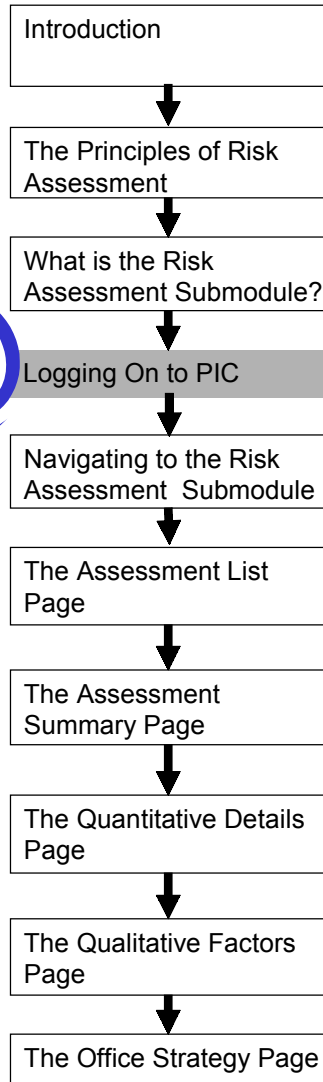 Introduction
The Principles of Risk
Assessment
What is the Risk
Assessment Submodule?
Logging On to PIC
Navigating to the Risk
Assessment Submodule
The Assessment List
Page
The Assessment
Summary Page
The Quantitative Details
Page
The Qualitative Factors
Page
The Office Strategy Page